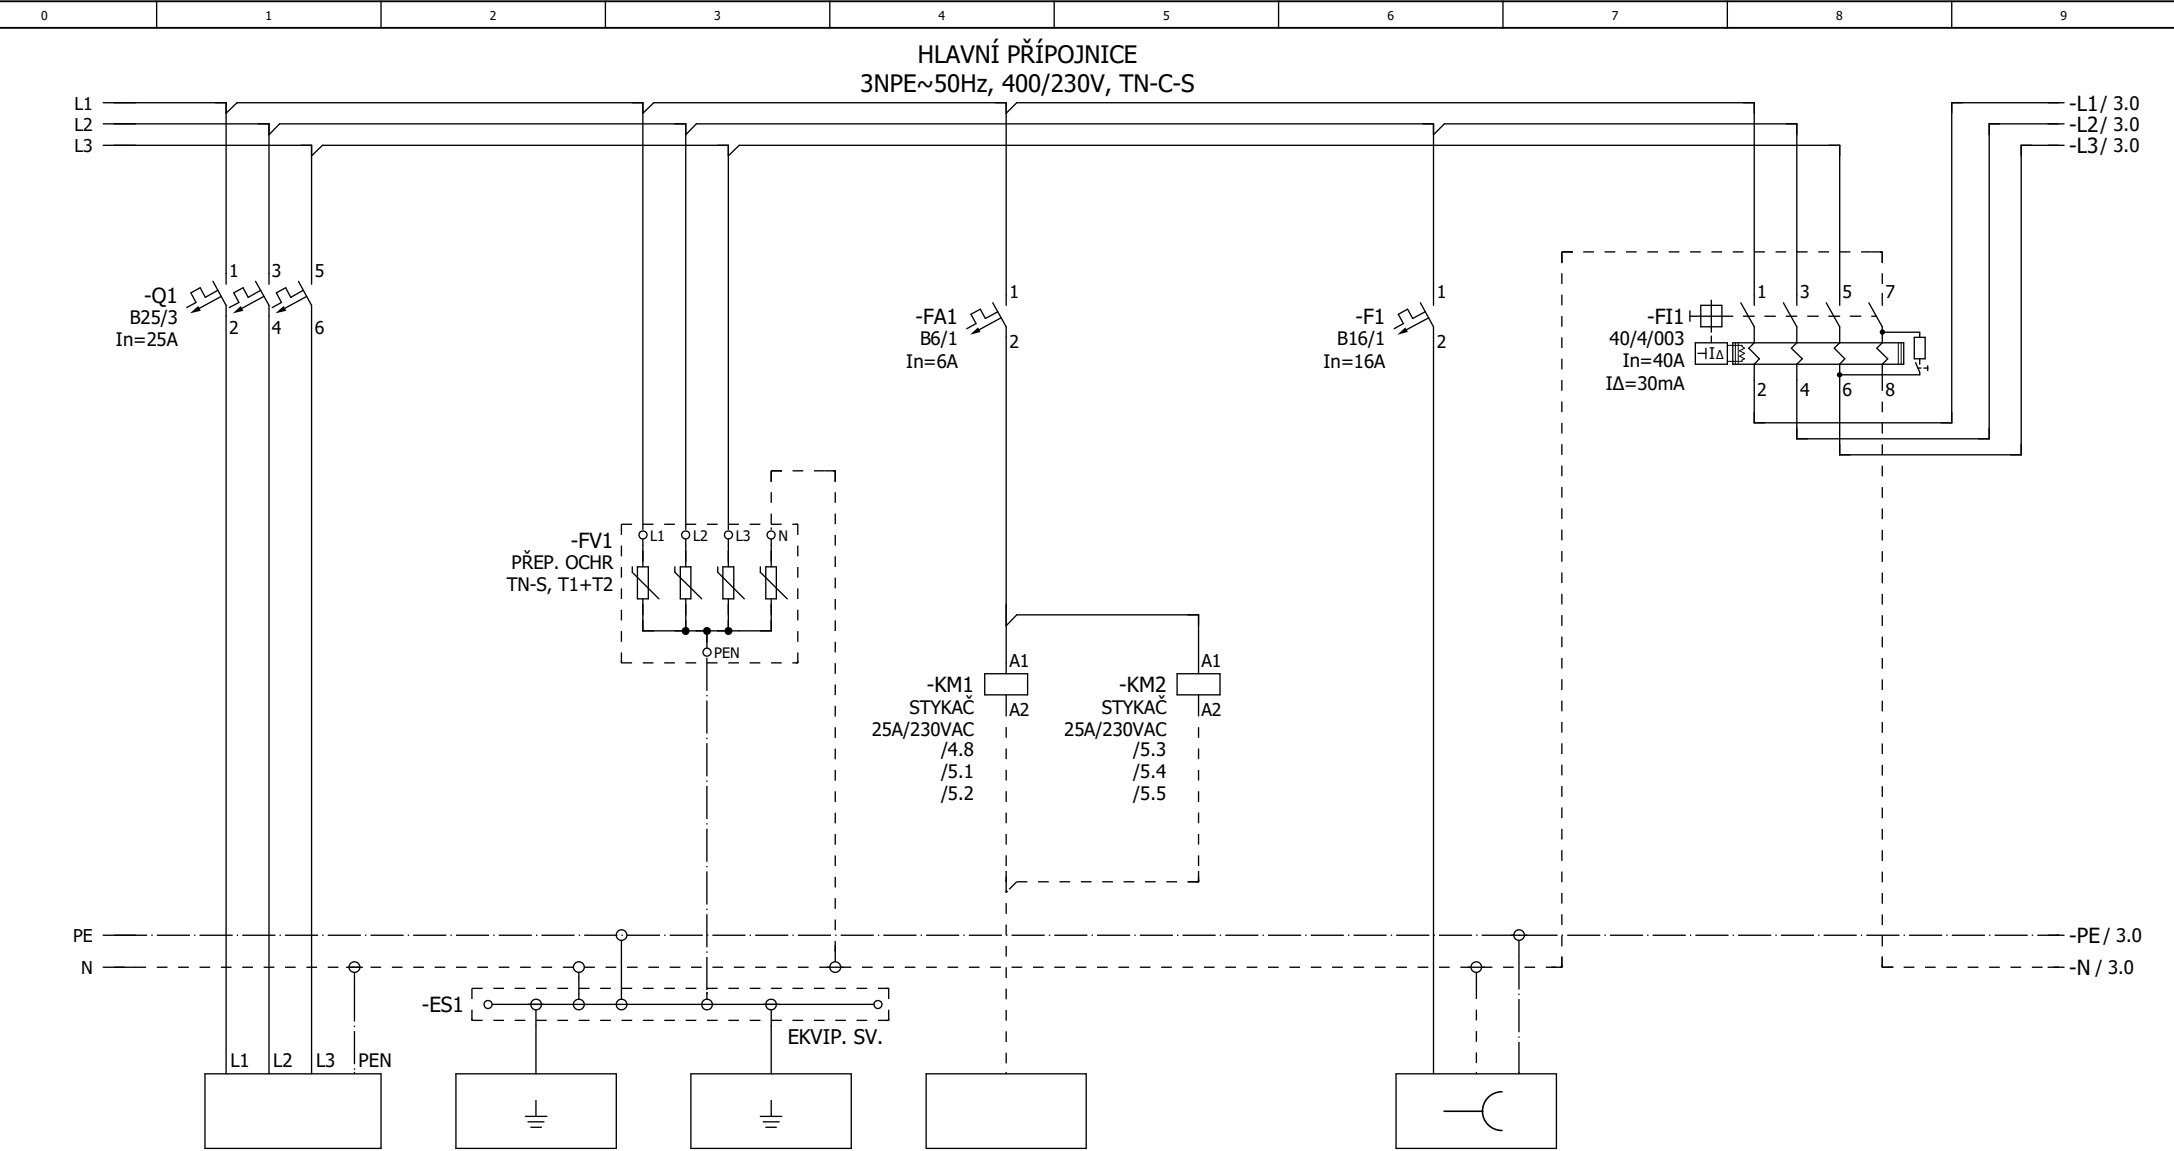 0 1 2 3 4 5 6 7 8 9
HLAVNÍ PŘÍPOJNICE
3NPE~50Hz, 400/230V, TN-C-S
L1
L2
L3
-L1/ 3.0
-L2/ 3.0
-L3/ 3.0
-Q1
B25/3
In=25A
1 3 5
2 4 6
-FA1
B6/1
In=6A
1
2
-F1
B16/1
In=16A
1
2
-FI1
40/4/003
In=40A
IΔ=30mA
1 3 5 7
IΔ
2 4 6 8
-FV1
PŘEP. OCHR
TN-S, T1+T2
L1 L2 L3 N
PEN
-KM1
STYKAČ
25A/230VAC
/4.8
/5.1
/5.2
A1
A2
-KM2
STYKAČ
25A/230VAC
/5.3
/5.4
/5.5
A1
A2
PE
N
-PE/ 3.0
-N/ 3.0
-ES1
EKVIP. SV.
L1 L2 L3 PEN